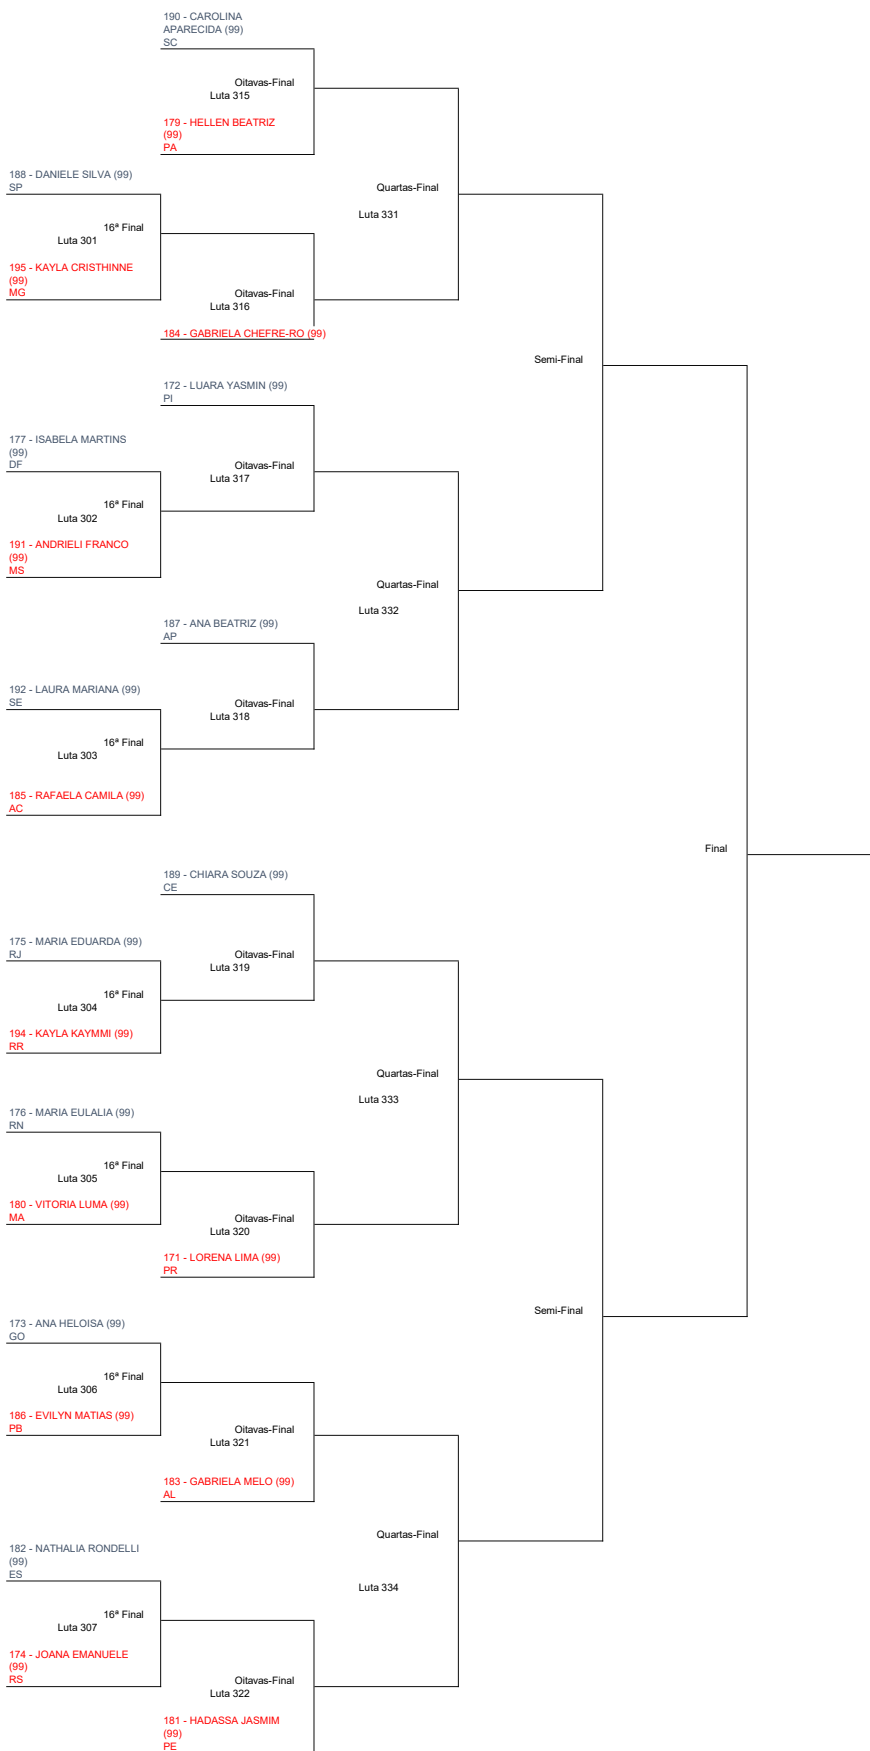 190 - CAROLINA
APARECIDA (99)
SC
Oitavas-Final
Luta 315
179 - HELLEN BEATRIZ
(99)
PA
188 - DANIELE SILVA (99)
SP
Quartas-Final
Luta 331
16ª Final
Luta 301
195 - KAYLA CRISTHINNE
(99)
MG
Oitavas-Final
Luta 316
184 - GABRIELA CHEFRE-RO (99)
Semi-Final
172 - LUARA YASMIN (99)
PI
177 - ISABELA MARTINS
(99)
DF
Oitavas-Final
Luta 317
16ª Final
Luta 302
191 - ANDRIELI FRANCO
(99)
MS
Quartas-Final
Luta 332
187 - ANA BEATRIZ (99)
AP
192 - LAURA MARIANA (99)
SE
Oitavas-Final
Luta 318
16ª Final
Luta 303
185 - RAFAELA CAMILA (99)
AC
Final
189 - CHIARA SOUZA (99)
CE
175 - MARIA EDUARDA (99)
RJ
Oitavas-Final
Luta 319
16ª Final
Luta 304
194 - KAYLA KAYMMI (99)
RR
Quartas-Final
Luta 333
176 - MARIA EULALIA (99)
RN
16ª Final
Luta 305
180 - VITORIA LUMA (99)
MA
Oitavas-Final
Luta 320
171 - LORENA LIMA (99)
PR
Semi-Final
173 - ANA HELOISA (99)
GO
16ª Final
Luta 306
186 - EVILYN MATIAS (99)
PB
Oitavas-Final
Luta 321
183 - GABRIELA MELO (99)
AL
Quartas-Final
Luta 334
182 - NATHALIA RONDELLI
(99)
ES
16ª Final
Luta 307
174 - JOANA EMANUELE
(99)
RS
Oitavas-Final
Luta 322
181 - HADASSA JASMIM
(99)
PE